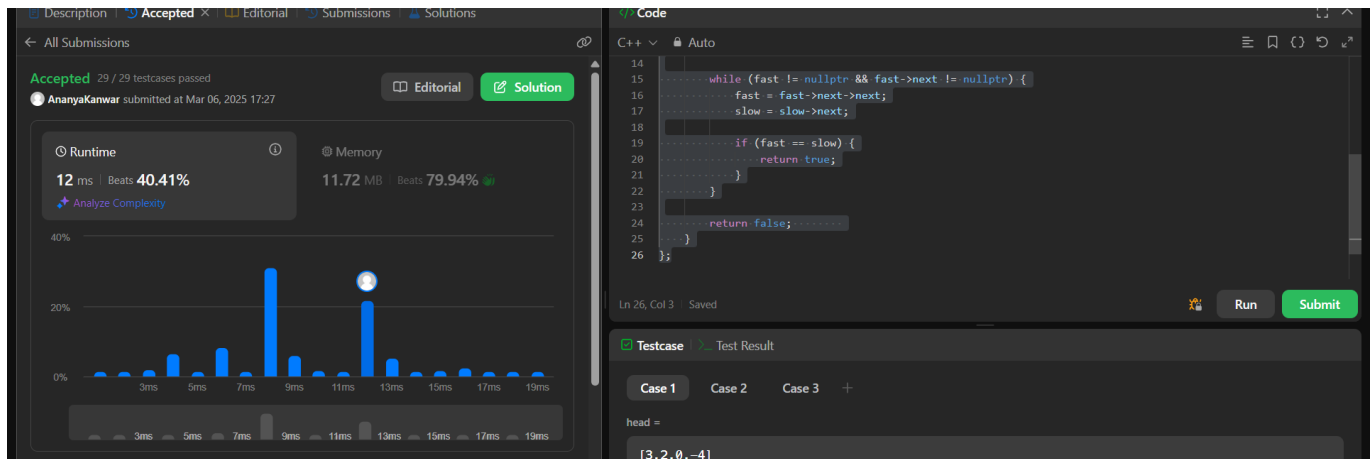 Description | Accepted × | Editorial | Submissions | Solutions
← All Submissions
Accepted 29 / 29 testcases passed
AnanyaKanwar submitted at Mar 06, 2025 17:27
Editorial
Solution
Runtime
12 ms | Beats 40.41%
Analyze Complexity
Memory
11.72 MB | Beats 79.94%
40%
20%
0%
3ms 5ms 7ms 9ms 11ms 13ms 15ms 17ms 19ms
3ms 5ms 7ms 9ms 11ms 13ms 15ms 17ms 19ms
</> Code
C++ Auto
14
15 while (fast != nullptr && fast->next != nullptr) {
16 fast = fast->next->next;
17 slow = slow->next;
18
19 if (fast == slow) {
20 return true;
21 }
22 }
23
24 return false;
25 }
26 };
Ln 26, Col 3 | Saved
Run
Submit
Testcase | >_ Test Result
Case 1 Case 2 Case 3 +
head =
[3,2,0,-4]